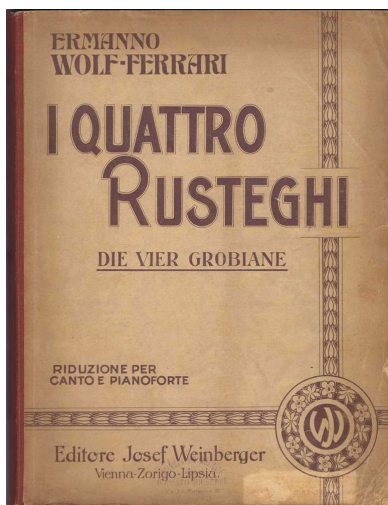 ERMANNO
WOLF-FERRARI
I QUATTRO
RUSTEGHI
DIE VIER GROBIANE
RIDUZIONE PER
CANTO E PIANOFORTE
Editore Josef Weinberger
Vienna-Zorigo-Lipsia.